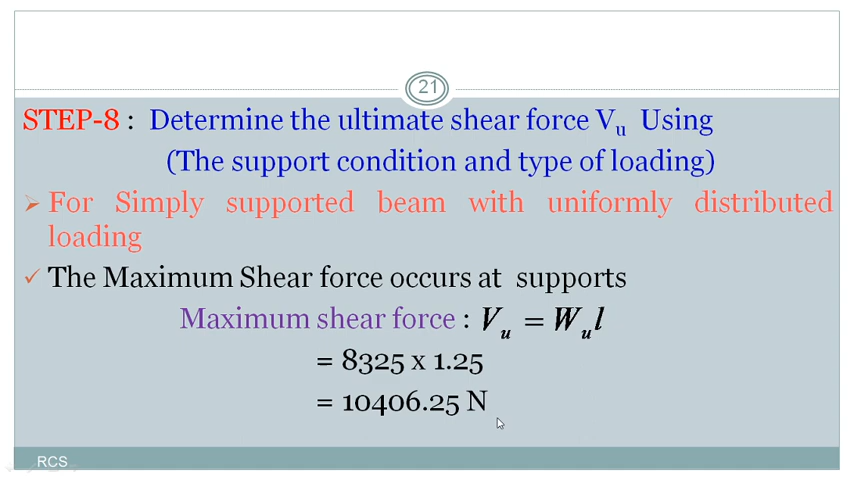 21
STEP-8 : Determine the ultimate shear force Vu Using
(The support condition and type of loading)
➢ For Simply supported beam with uniformly distributed
loading
✓ The Maximum Shear force occurs at supports
Maximum shear force : Vu = Wu l
= 8325 x 1.25
= 10406.25 N
RCS